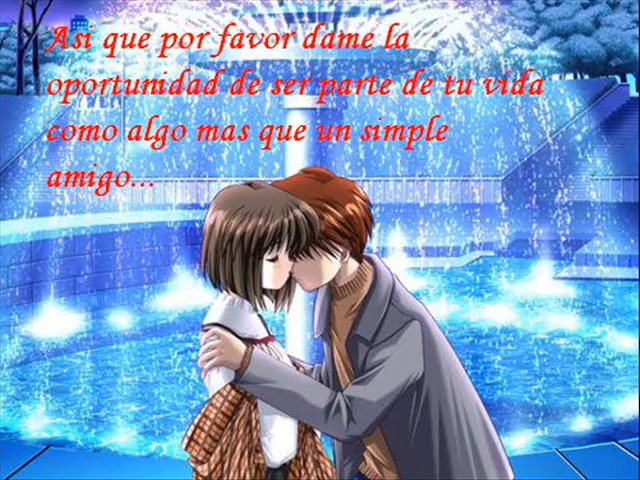 Asi que por favor dame la
oportunidad de ser parte de tu vida
como algo mas que un simple
amigo...